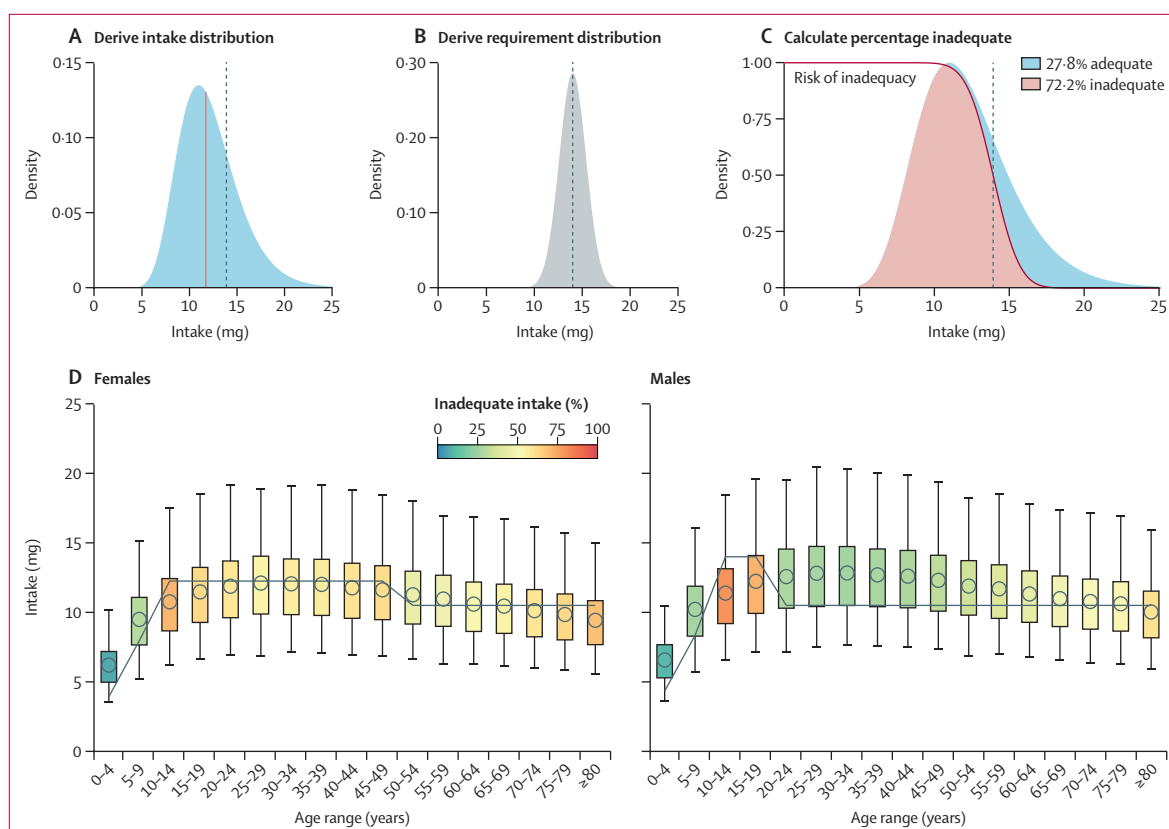 A Derive intake distribution
0·15
0·10
0·05
0
Density
0 5 10 15 20 25
Intake (mg)
B Derive requirement distribution
0·30
0·20
0·10
0
Density
0 5 10 15 20 25
Intake (mg)
C Calculate percentage inadequate
1·00
0·75
0·50
0·25
0
Density
Risk of inadequacy
27·8% adequate
72·2% inadequate
0 5 10 15 20 25
Intake (mg)
D Females
25
20
15
10
5
0
Intake (mg)
Inadequate intake (%)
0 25 50 75 100
0–4 5–9 10–14 15–19 20–24 25–29 30–34 35–39 40–44 45–49 50–54 55–59 60–64 65–69 70–74 75–79 ≥80
Age range (years)
Males
0–4 5–9 10–14 15–19 20–24 25–29 30–34 35–39 40–44 45–49 50–54 55–59 60–64 65–69 70–74 75–79 ≥80
Age range (years)